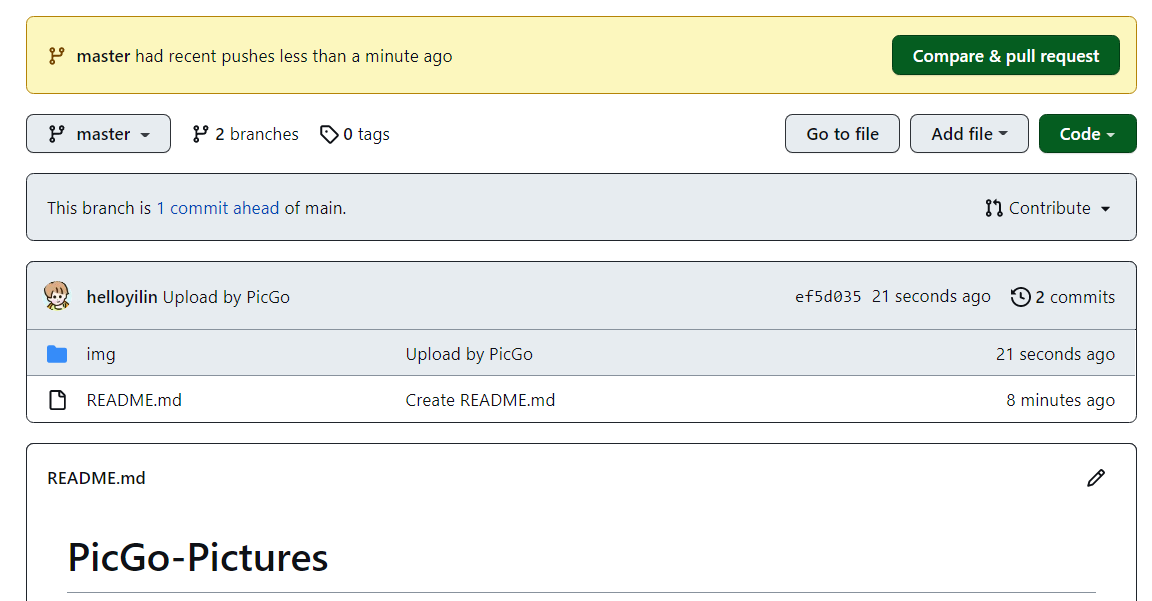 master had recent pushes less than a minute ago Compare & pull request
master 2 branches 0 tags Go to file Add file Code
This branch is 1 commit ahead of main. Contribute
helloyilin Upload by PicGo ef5d035 21 seconds ago 2 commits
img Upload by PicGo 21 seconds ago
README.md Create README.md 8 minutes ago
README.md
PicGo-Pictures